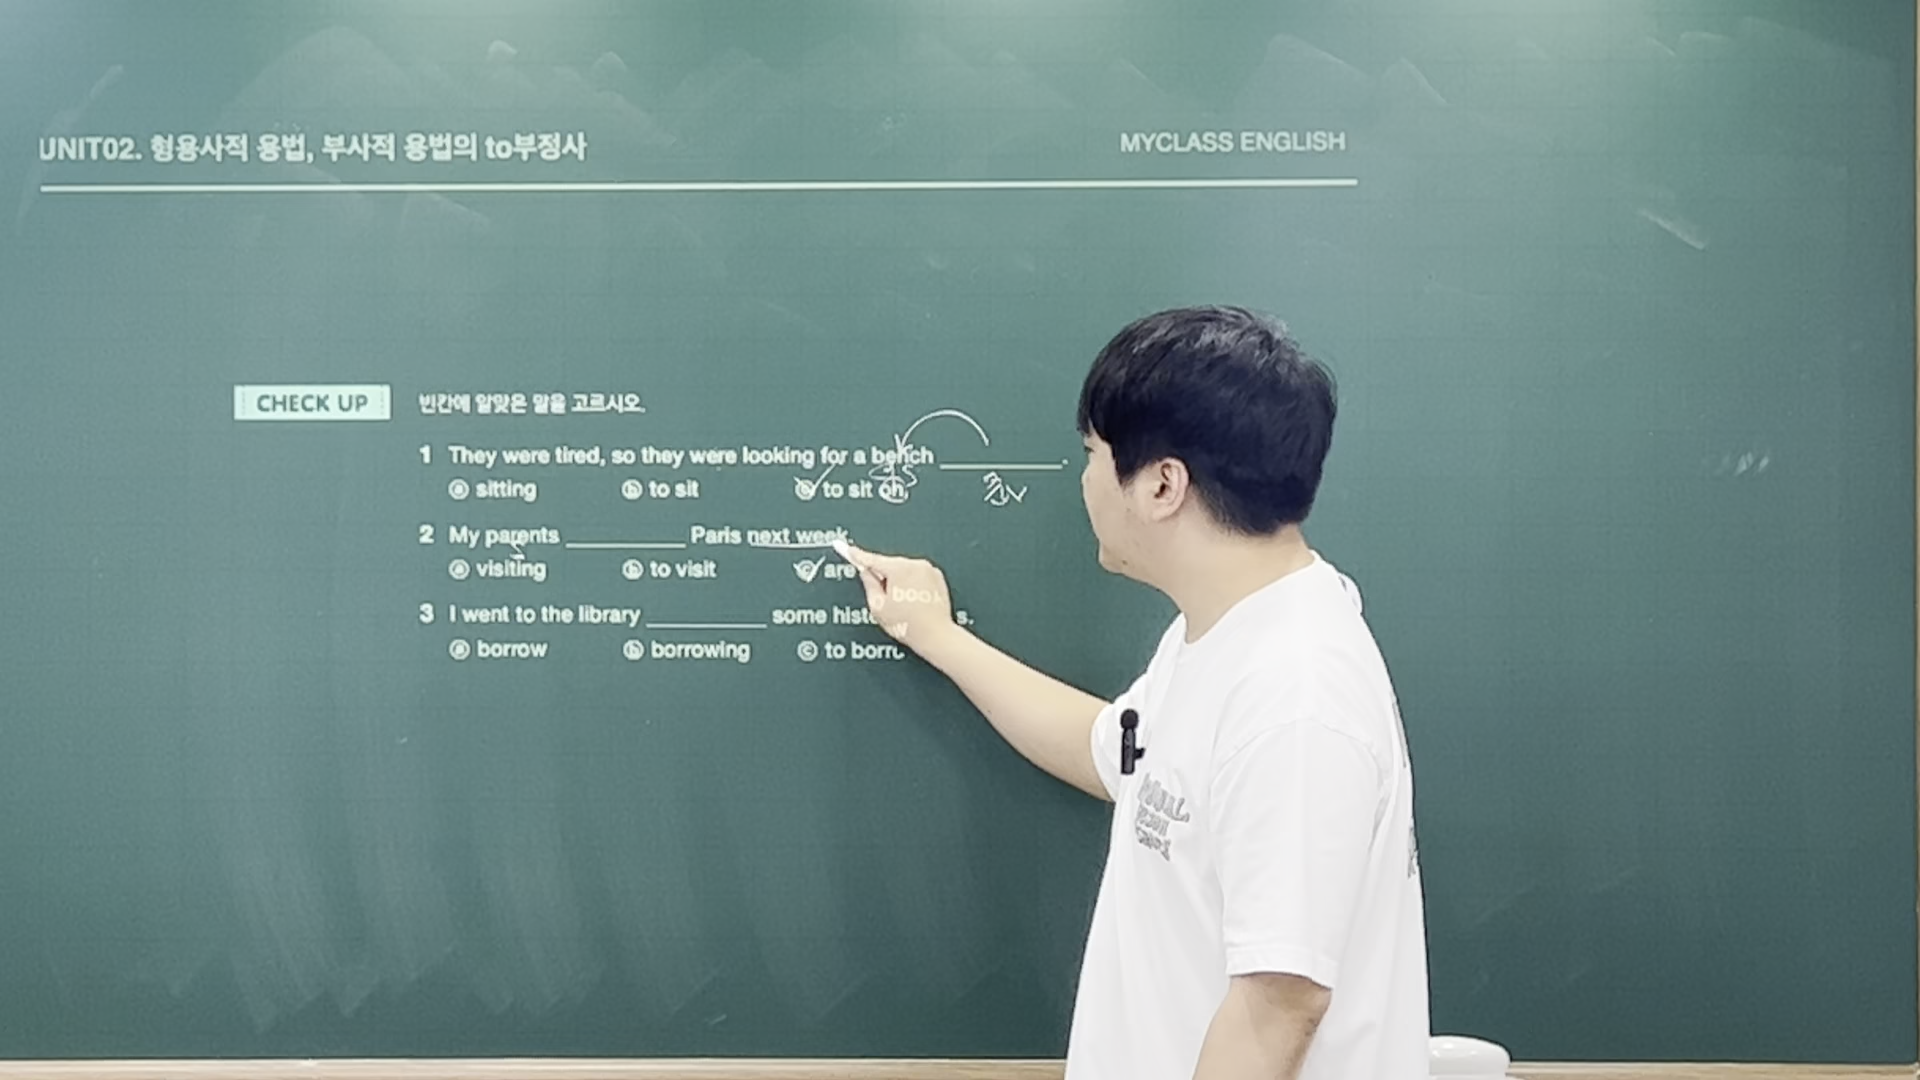 UNIT02. 형용사적 용법, 부사적 용법의 to부정사
MYCLASS ENGLISH
CHECK UP
빈칸에 알맞은 말을 고르시오.
1 They were tired, so they were looking for a bench ________.
ⓐ sitting ⓑ to sit ⓒ to sit on
2 My parents ________ Paris next week.
S
ⓐ visiting ⓑ to visit ⓒ are
3 I went to the library ________ some s.
ⓐ borrow ⓑ borrowing ⓒ to